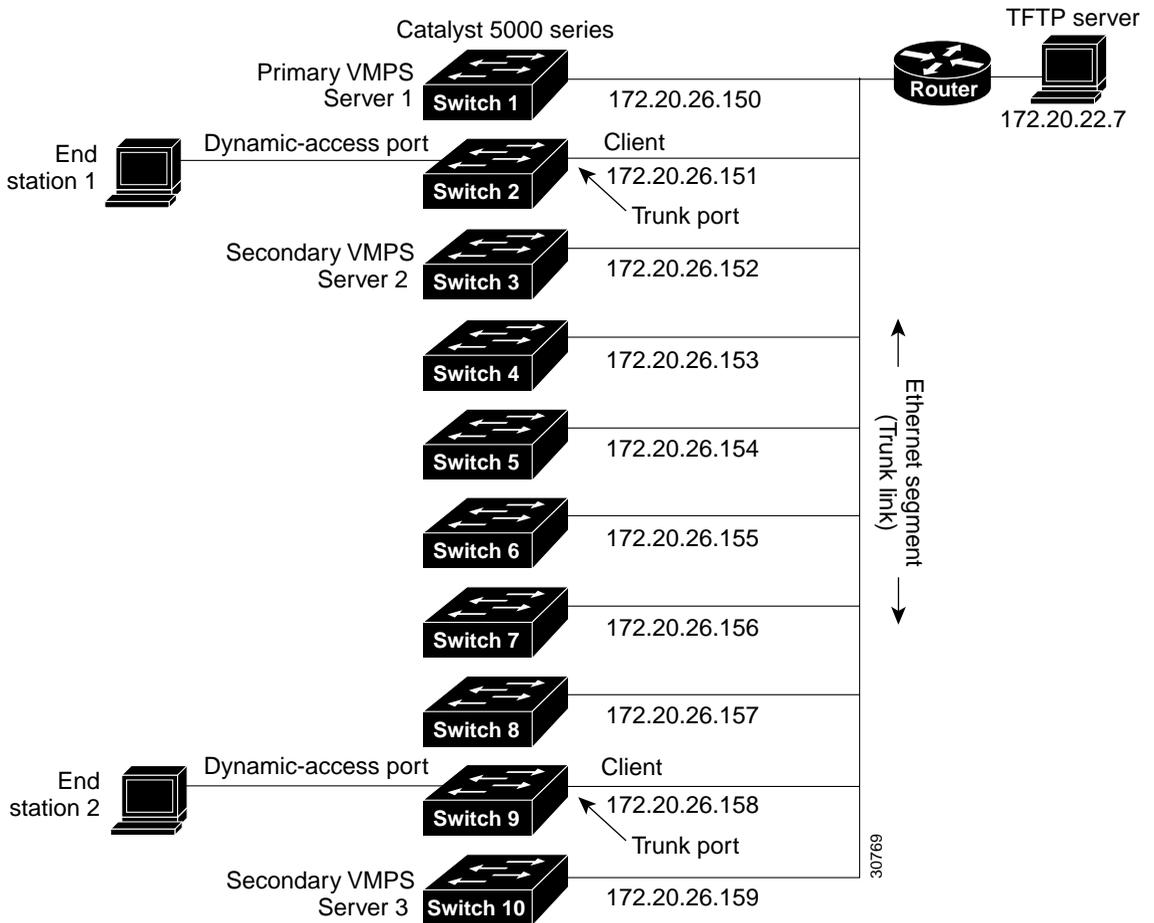 Catalyst 5000 series
TFTP server
Primary VMPS
Server 1
Switch 1
172.20.26.150
Router
172.20.22.7
End
station 1
Dynamic-access port
Switch 2
Client
172.20.26.151
Trunk port
Secondary VMPS
Server 2
Switch 3
172.20.26.152
Switch 4
172.20.26.153
Ethernet segment
(Trunk link)
Switch 5
172.20.26.154
Switch 6
172.20.26.155
Switch 7
172.20.26.156
Switch 8
172.20.26.157
End
station 2
Dynamic-access port
Switch 9
Client
172.20.26.158
Trunk port
30769
Secondary VMPS
Server 3
Switch 10
172.20.26.159